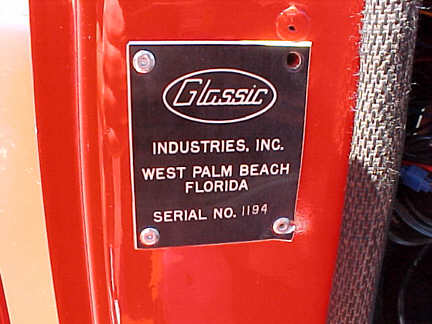 Glassic
INDUSTRIES, INC.
WEST PALM BEACH
FLORIDA
SERIAL NO. 1194